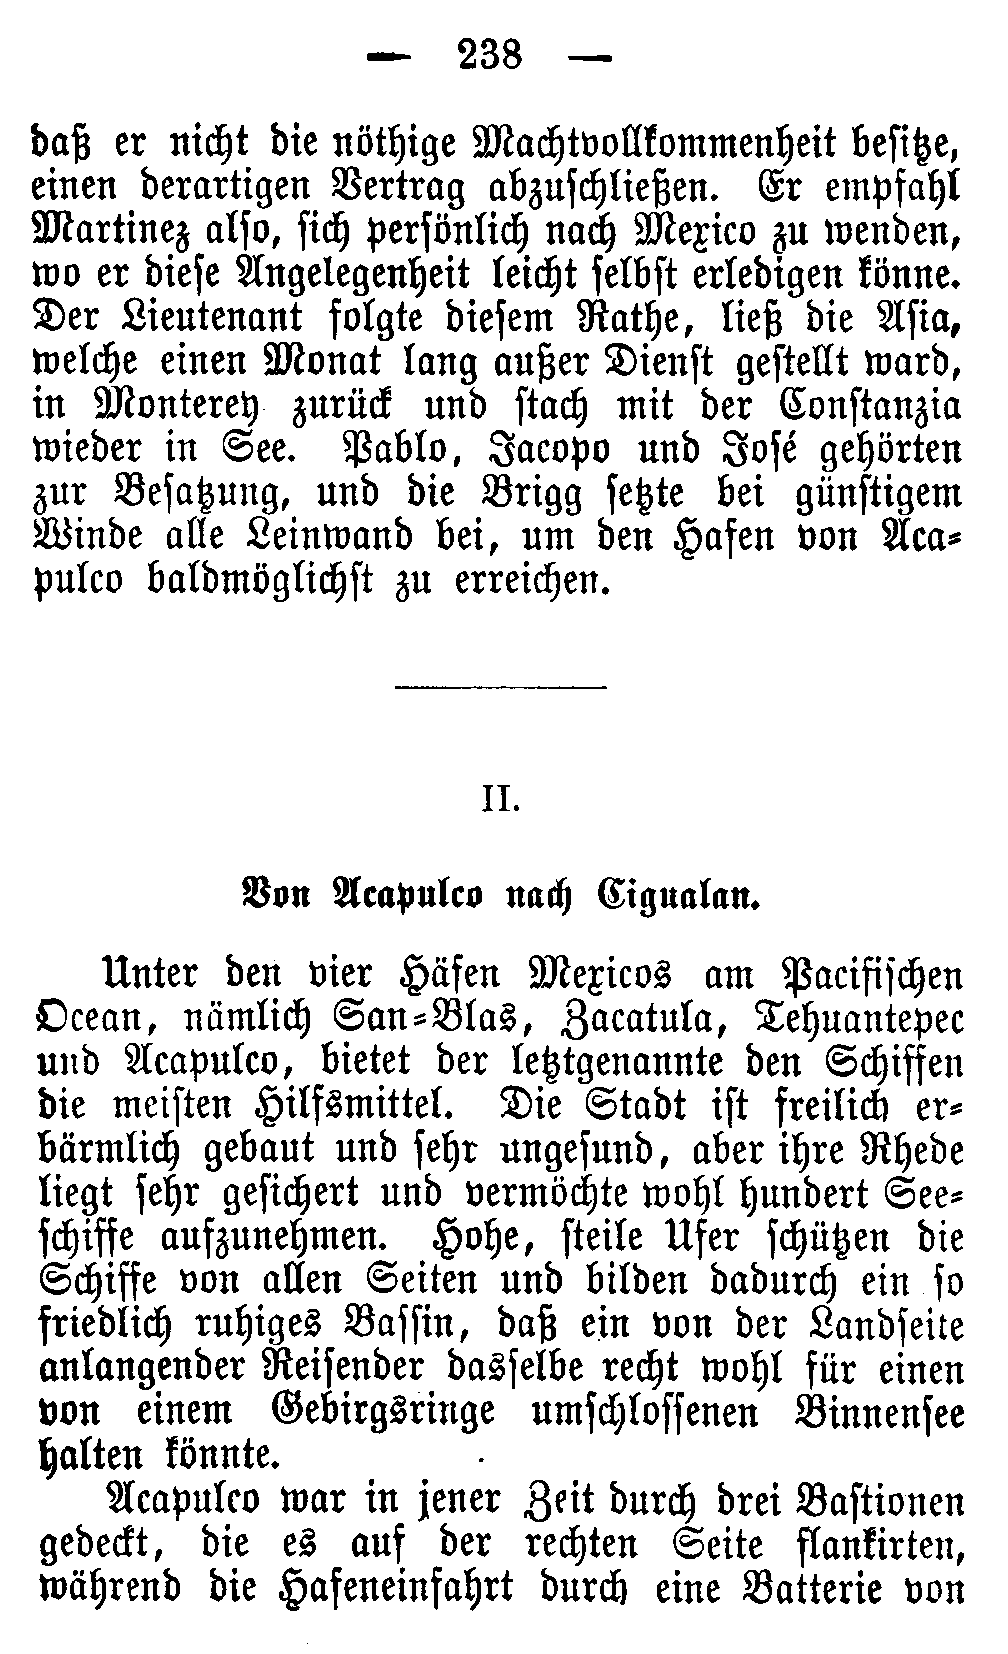 — 238 —
daß er nicht die nöthige Machtvollkommenheit besitze,
einen derartigen Vertrag abzuschließen. Er empfahl
Martinez also, sich persönlich nach Mexico zu wenden,
wo er diese Angelegenheit leicht selbst erledigen könne.
Der Lieutenant folgte diesem Rathe, ließ die Asia,
welche einen Monat lang außer Dienst gestellt ward,
in Monterey zurück und stach mit der Constanzia
wieder in See. Pablo, Jacopo und José gehörten
zur Besatzung, und die Brigg setzte bei günstigem
Winde alle Leinwand bei, um den Hafen von Aca-
pulco baldmöglichst zu erreichen.
II.
Von Acapulco nach Cigualan.
Unter den vier Häfen Mexicos am Pacifischen
Ocean, nämlich San-Blas, Zacatula, Tehuantepec
und Acapulco, bietet der letztgenannte den Schiffen
die meisten Hilfsmittel. Die Stadt ist freilich er-
bärmlich gebaut und sehr ungesund, aber ihre Rhede
liegt sehr gesichert und vermöchte wohl hundert See-
schiffe aufzunehmen. Hohe, steile Ufer schützen die
Schiffe von allen Seiten und bilden dadurch ein so
friedlich ruhiges Bassin, daß ein von der Landseite
anlangender Reisender dasselbe recht wohl für einen
von einem Gebirgsringe umschlossenen Binnensee
halten könnte.
Acapulco war in jener Zeit durch drei Bastionen
gedeckt, die es auf der rechten Seite flankirten,
während die Hafeneinfahrt durch eine Batterie von